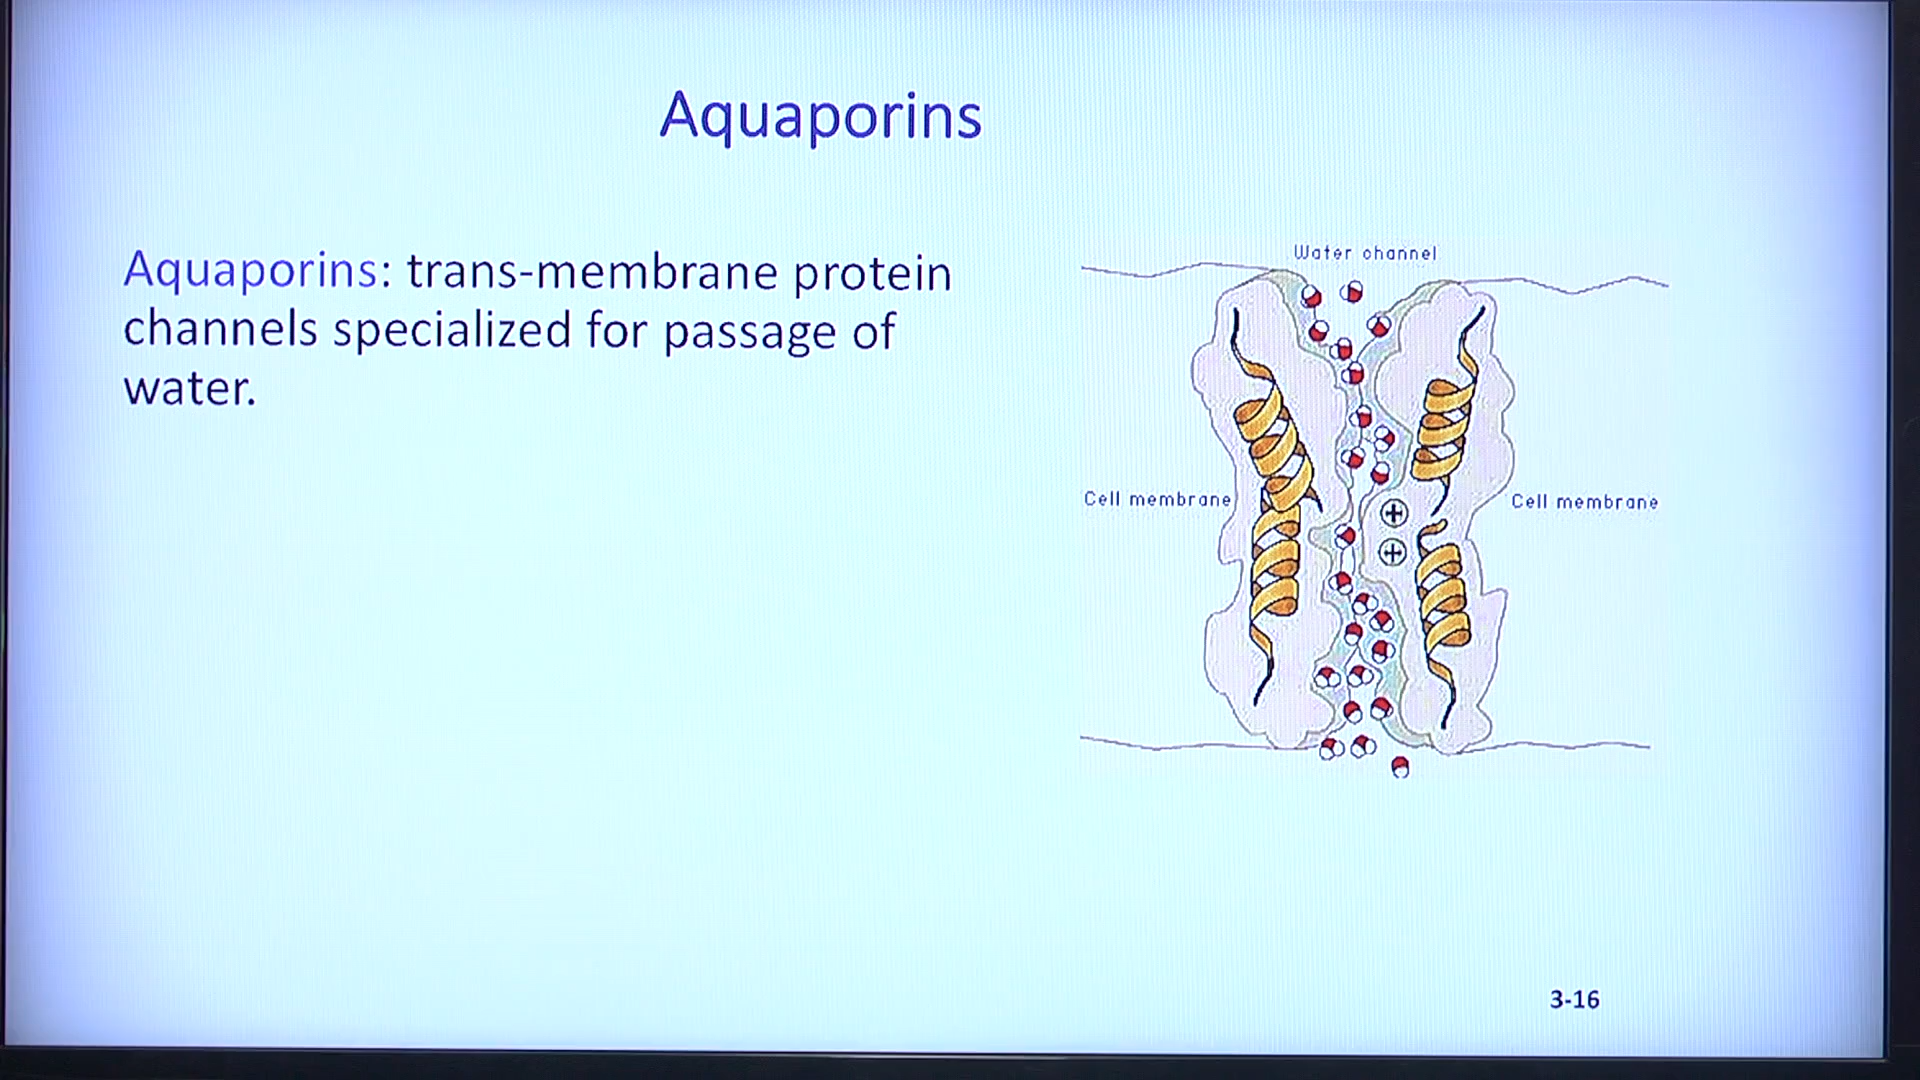 Aquaporins
Aquaporins: trans-membrane protein
channels specialized for passage of
water.
Water channel
Cell membrane
Cell membrane
3-16